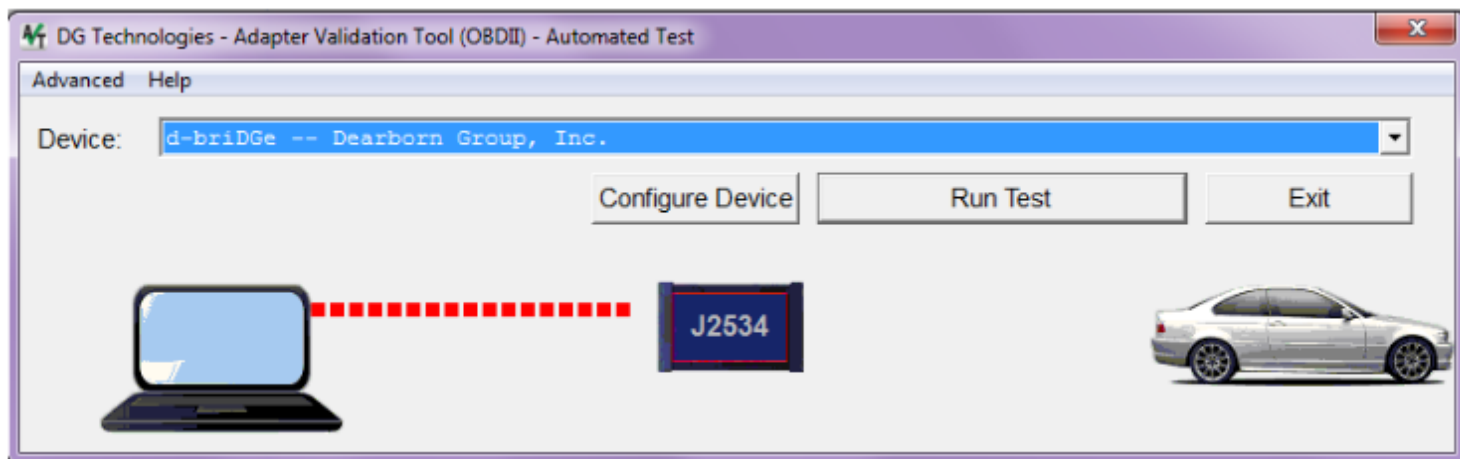 DG Technologies - Adapter Validation Tool (OBDII) - Automated Test
Advanced Help
Device: d-briDGe -- Dearborn Group, Inc.
Configure Device Run Test Exit
J2534